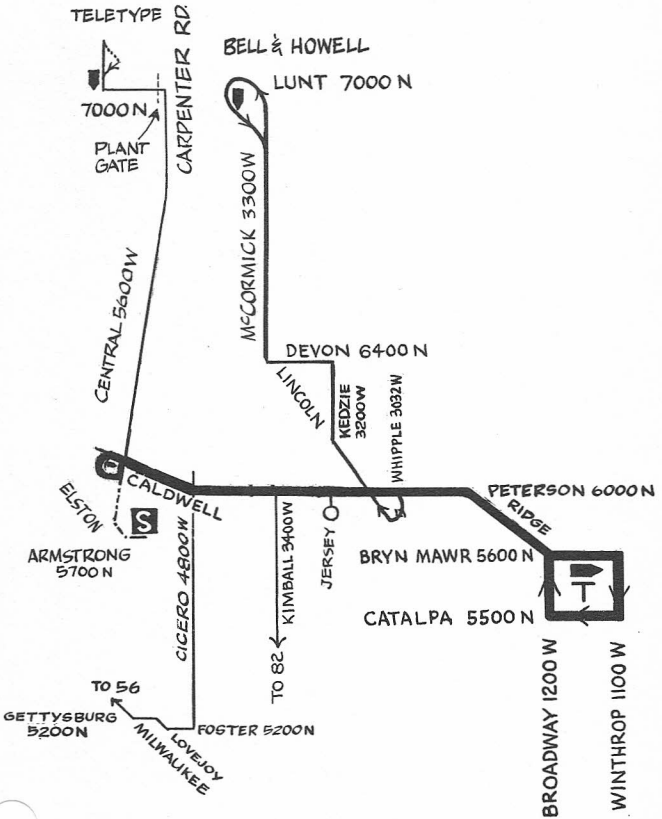 TELETYPE
CARPENTER RD.
BELL & HOWELL
LUNT 7000 N
7000 N
PLANT
GATE
McCORMICK 3300W
CENTRAL 5600W
DEVON 6400 N
LINCOLN
KEDZIE
3200W
WHIPPLE 3032W
CALDWELL
PETERSON 6000 N
RIDGE
ELSTON
S
ARMSTRONG
5700 N
CICERO 4800W
KIMBALL 3400W
JERSEY
BRYN MAWR 5600 N
T
CATALPA 5500 N
TO 82
TO 56
GETTYSBURG
5200N
FOSTER 5200N
LOVEJOY
MILWAUKEE
BROADWAY 1200 W
WINTHROP 1100 W